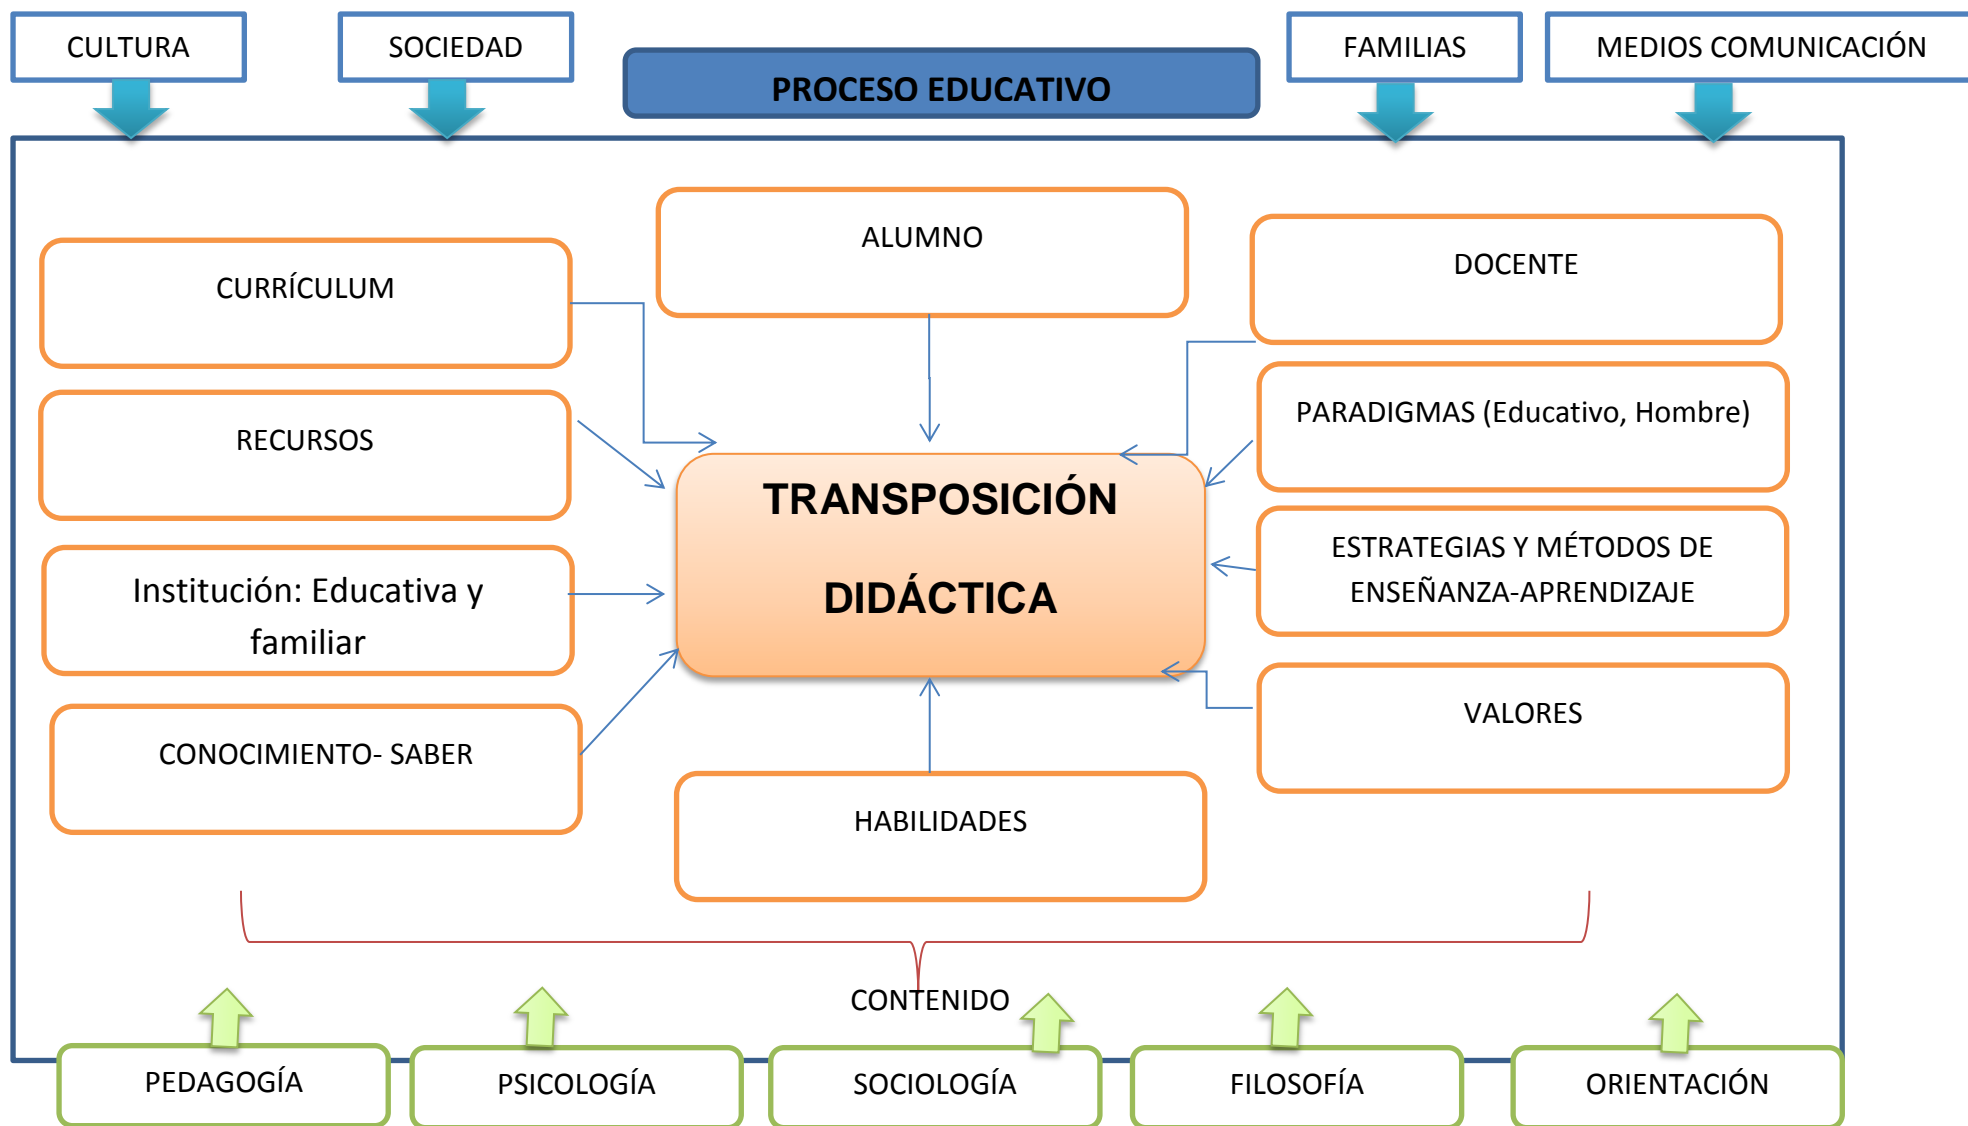 CULTURA
SOCIEDAD
PROCESO EDUCATIVO
FAMILIAS
MEDIOS COMUNICACIÓN
ALUMNO
CURRÍCULUM
DOCENTE
RECURSOS
PARADIGMAS (Educativo, Hombre)
TRANSPOSICIÓN
DIDÁCTICA
Institución: Educativa y
familiar
ESTRATEGIAS Y MÉTODOS DE
ENSEÑANZA-APRENDIZAJE
CONOCIMIENTO- SABER
VALORES
HABILIDADES
CONTENIDO
PEDAGOGÍA
PSICOLOGÍA
SOCIOLOGÍA
FILOSOFÍA
ORIENTACIÓN